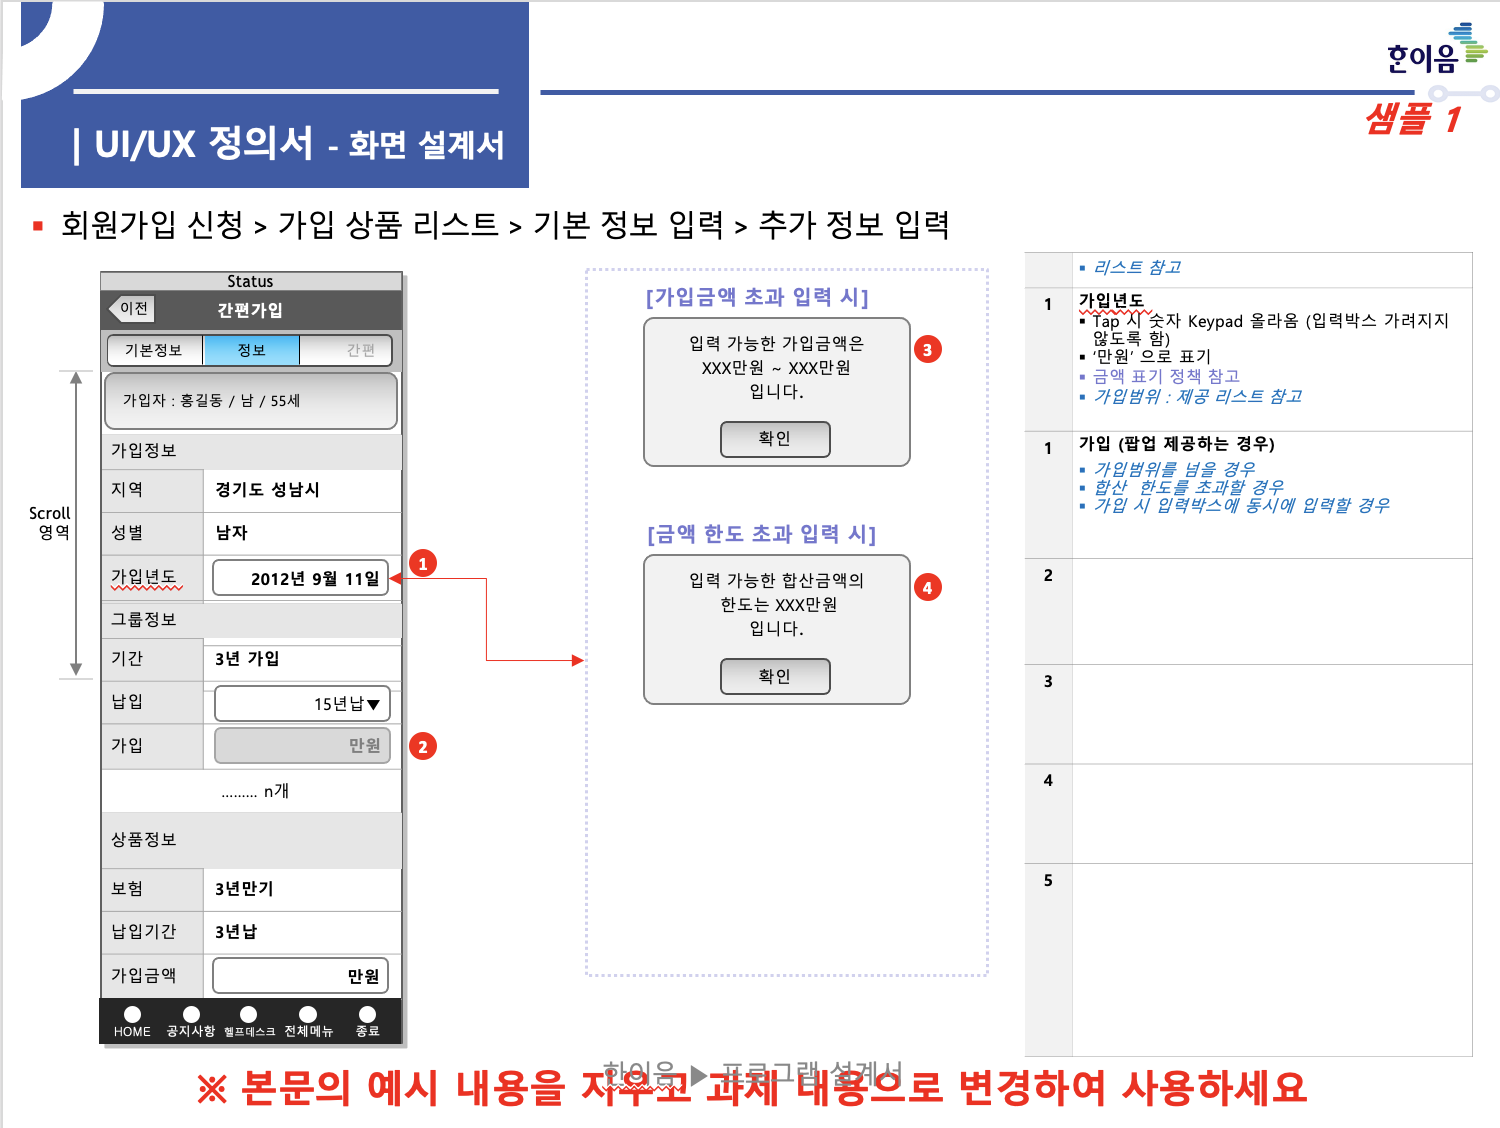 한이음
샘플 1
| UI/UX 정의서 - 화면 설계서
▪ 회원가입 신청 > 가입 상품 리스트 > 기본 정보 입력 > 추가 정보 입력
Status
이전
간편가입
기본정보
정보
간편
가입자 : 홍길동 / 남 / 55세
Scroll
영역
가입정보
지역 경기도 성남시
성별 남자
가입년도 2012년 9월 11일
1
그룹정보
기간 3년 가입
납입 15년납▼
가입 만원
2
......... n개
상품정보
보험 3년만기
납입기간 3년납
가입금액 만원
HOME 공지사항 헬프데스크 전체메뉴 종료
[가입금액 초과 입력 시]
입력 가능한 가입금액은
XXX만원 ~ XXX만원
입니다.
확인
3
[금액 한도 초과 입력 시]
입력 가능한 합산금액의
한도는 XXX만원
입니다.
확인
4
▪ 리스트 참고
1 가입년도
▪ Tap 시 숫자 Keypad 올라옴 (입력박스 가려지지
않도록 함)
▪ ‘만원’ 으로 표기
▪ 금액 표기 정책 참고
▪ 가입범위 : 제공 리스트 참고
1 가입 (팝업 제공하는 경우)
▪ 가입범위를 넘을 경우
▪ 합산 한도를 초과할 경우
▪ 가입 시 입력박스에 동시에 입력할 경우
2
3
4
5
한이음 ▶ 프로그램 설계서
※ 본문의 예시 내용을 지우고 과제 내용으로 변경하여 사용하세요